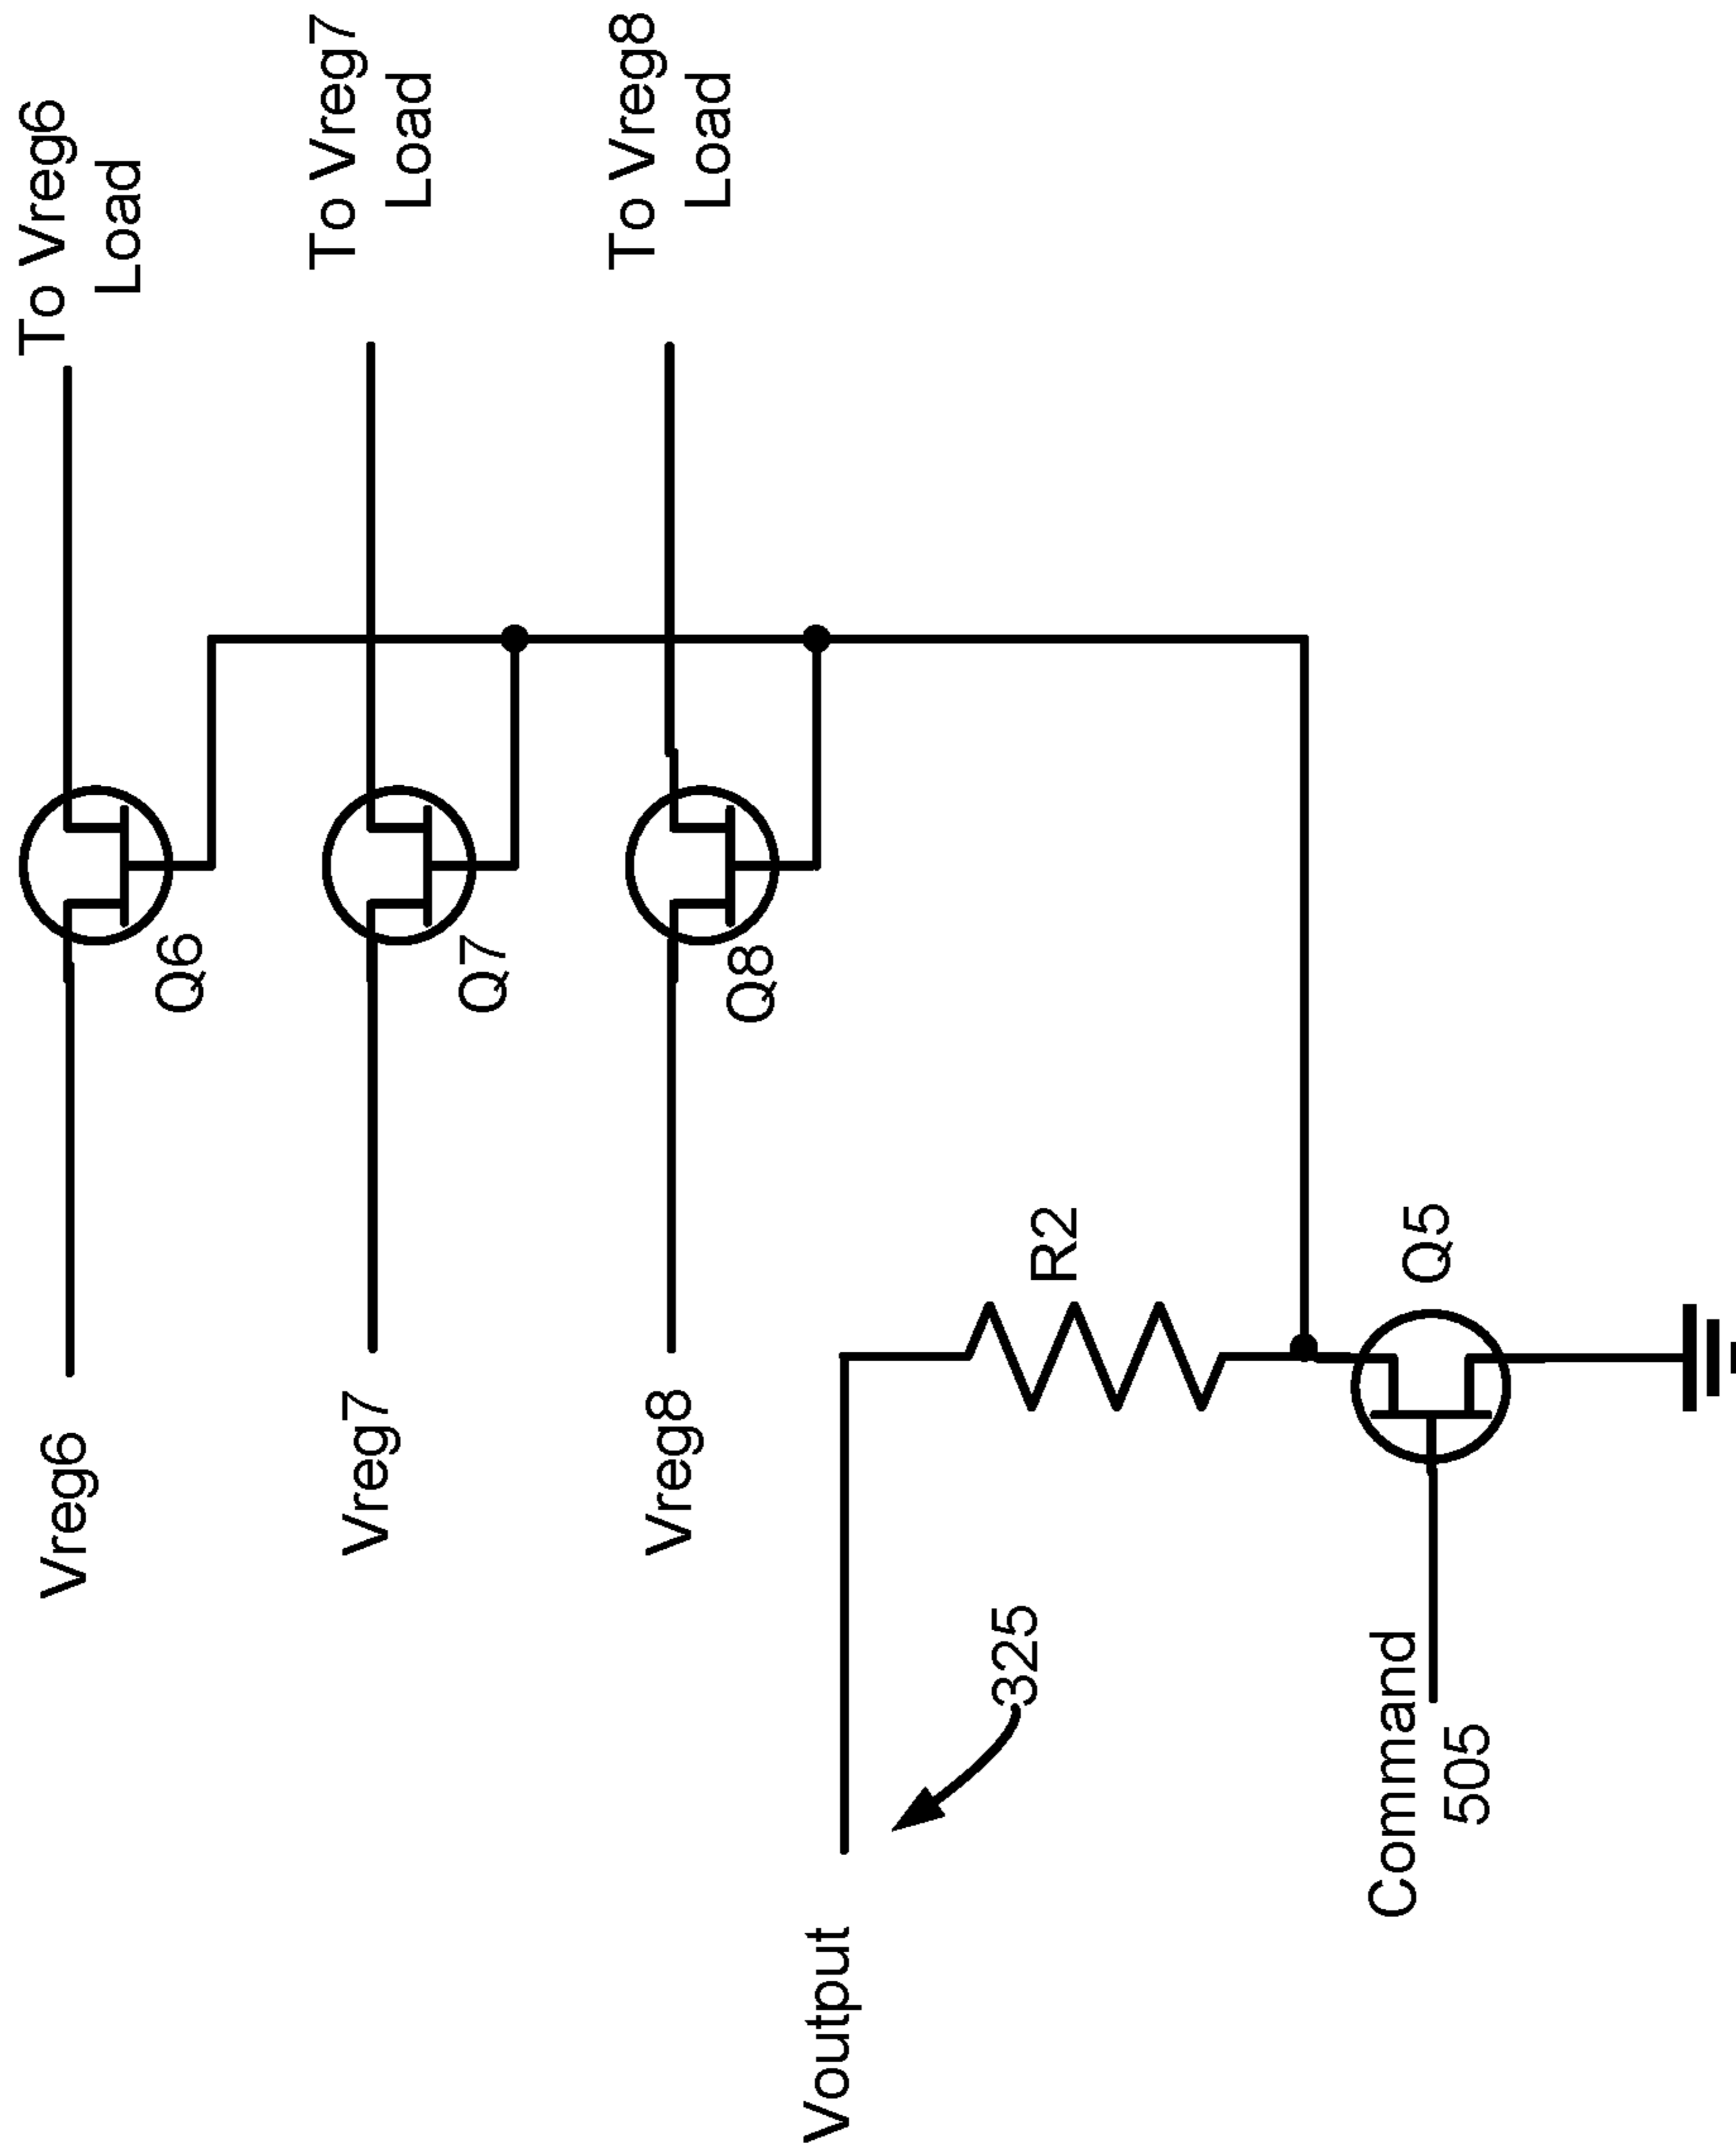 To Vreg6
Load
To Vreg7
Load
To Vreg8
Load
Q6
Q7
Q8
Vreg6
Vreg7
Vreg8
R2
Q5
325
Voutput
Command
505